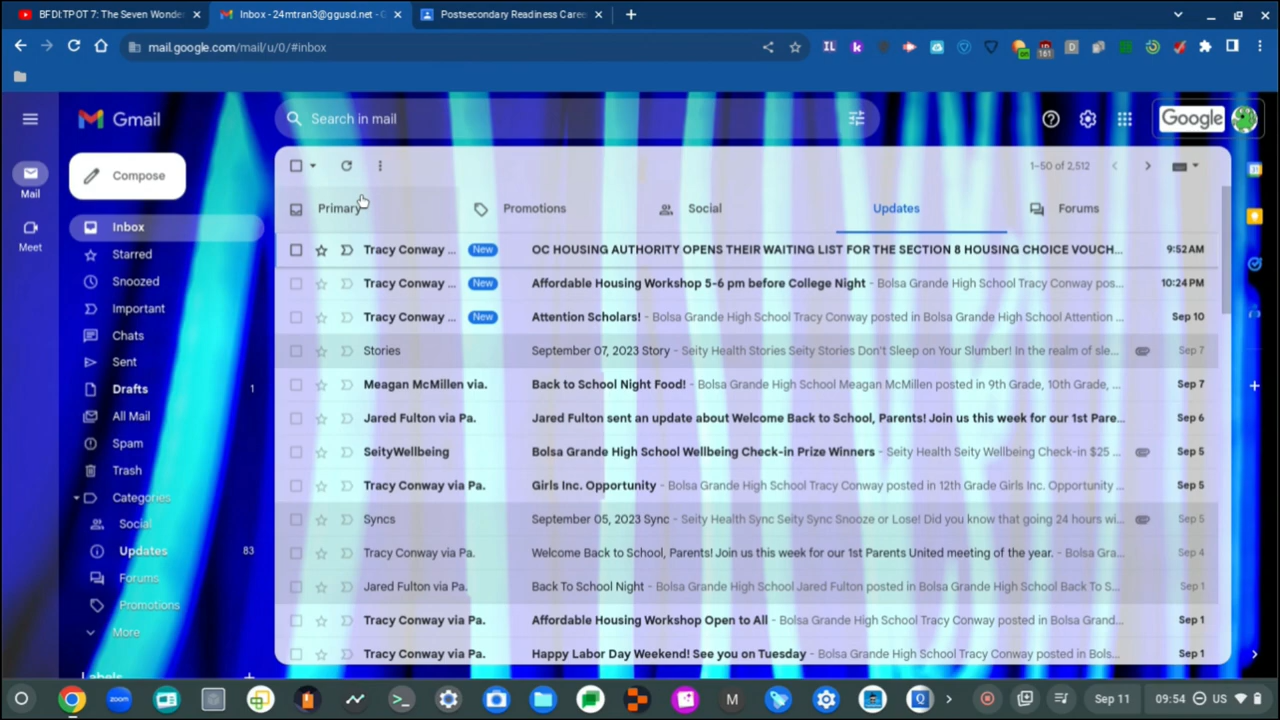 BFDI:TPOT 7: The Seven Wonder
Inbox - 24mtran3@ggusd.net - G
Postsecondary Readiness Caree
mail.google.com/mail/u/0/#inbox
IL
k
on
161
D
Gmail
Search in mail
Google
Mail
Meet
Compose
1–50 of 2,512
Inbox
Starred
Snoozed
Important
Chats
Sent
Drafts 1
All Mail
Spam
Trash
Categories
Social
Updates 83
Forums
Promotions
More
Labels
Primary
Promotions
Social
Updates
Forums
Tracy Conway ... New OC HOUSING AUTHORITY OPENS THEIR WAITING LIST FOR THE SECTION 8 HOUSING CHOICE VOUCH... 9:52 AM
Tracy Conway ... New Affordable Housing Workshop 5-6 pm before College Night - Bolsa Grande High School Tracy Conway pos... 10:24 PM
Tracy Conway ... New Attention Scholars! - Bolsa Grande High School Tracy Conway posted in Bolsa Grande High School Attention ... Sep 10
Stories September 07, 2023 Story - Seity Health Stories Seity Stories Don't Sleep on Your Slumber! In the realm of sle... Sep 7
Meagan McMillen via. Back to School Night Food! - Bolsa Grande High School Meagan McMillen posted in 9th Grade, 10th Grade, ... Sep 7
Jared Fulton via Pa. Jared Fulton sent an update about Welcome Back to School, Parents! Join us this week for our 1st Pare... Sep 6
SeityWellbeing Bolsa Grande High School Wellbeing Check-in Prize Winners - Seity Health Seity Wellbeing Check-in $25 ... Sep 5
Tracy Conway via Pa. Girls Inc. Opportunity - Bolsa Grande High School Tracy Conway posted in 12th Grade Girls Inc. Opportunity ... Sep 5
Syncs September 05, 2023 Sync - Seity Health Sync Seity Sync Snooze or Lose! Did you know that going 24 hours wi... Sep 5
Tracy Conway via Pa. Welcome Back to School, Parents! Join us this week for our 1st Parents United meeting of the year. - Bolsa Gra... Sep 4
Jared Fulton via Pa. Back To School Night - Bolsa Grande High School Jared Fulton posted in Bolsa Grande High School Back To S... Sep 1
Tracy Conway via Pa. Affordable Housing Workshop Open to All - Bolsa Grande High School Tracy Conway posted in Bolsa Grand... Sep 1
Tracy Conway via Pa. Happy Labor Day Weekend! See you on Tuesday - Bolsa Grande High School Tracy Conway posted in Bols... Sep 1
zoom
M
Q
Sep 11
09:54
US